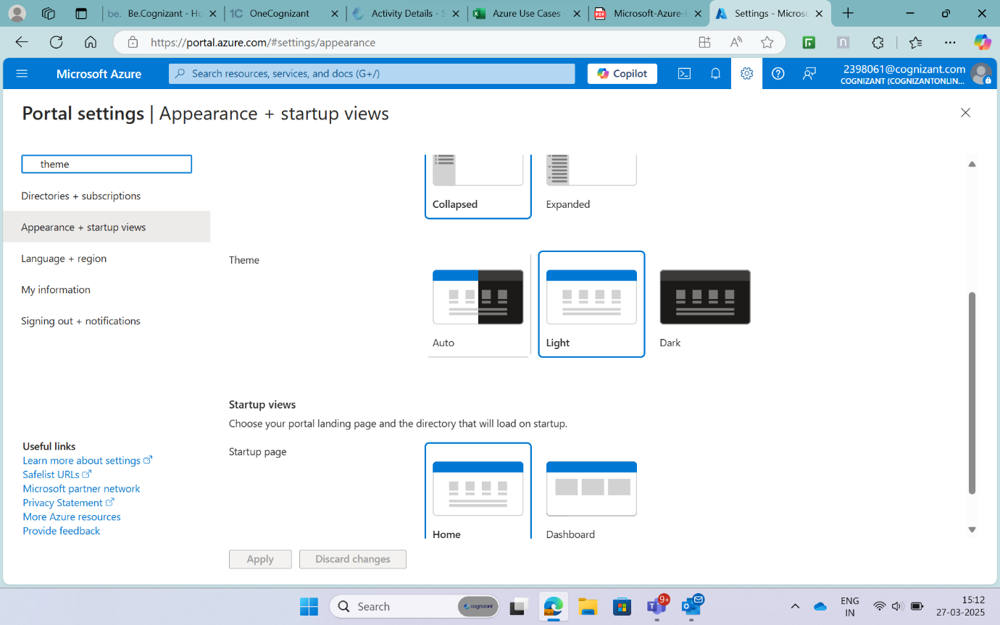 be. Be.Cognizant - Ho
1C OneCognizant
Activity Details - S
Azure Use Cases -
PDF Microsoft-Azure-E
Settings - Microso
https://portal.azure.com/#settings/appearance
Microsoft Azure
Search resources, services, and docs (G+/)
Copilot
2398061@cognizant.com
COGNIZANT (COGNIZANTONLIN...
Portal settings | Appearance + startup views
theme
Directories + subscriptions
Appearance + startup views
Language + region
My information
Signing out + notifications
Useful links
Learn more about settings
Safelist URLs
Microsoft partner network
Privacy Statement
More Azure resources
Provide feedback
Collapsed
Expanded
Theme
Auto
Light
Dark
Startup views
Choose your portal landing page and the directory that will load on startup.
Startup page
Home
Dashboard
Apply
Discard changes
Search
cognizant
9+
ENG
IN
15:12
27-03-2025